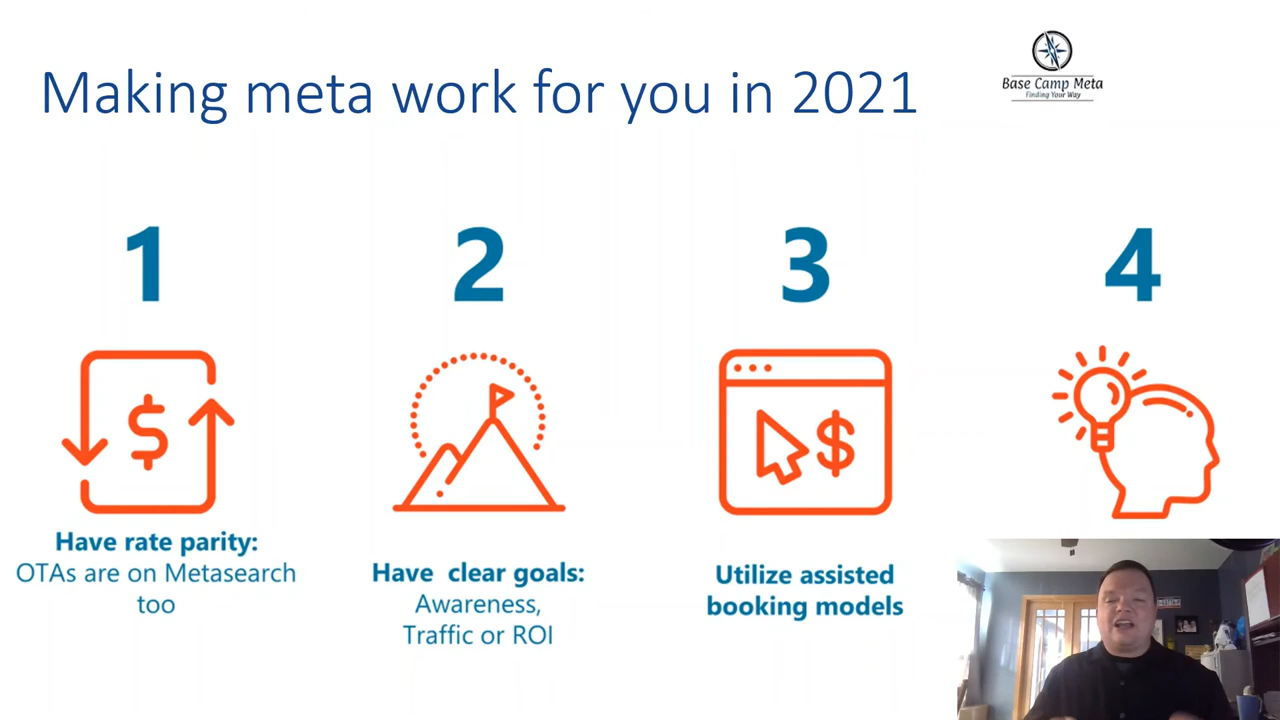 Making meta work for you in 2021
Base Camp Meta
Finding Your Way
1
2
3
4
$
$
Have rate parity:
OTAs are on Metasearch
too
Have clear goals:
Awareness,
Traffic or ROI
Utilize assisted
booking models